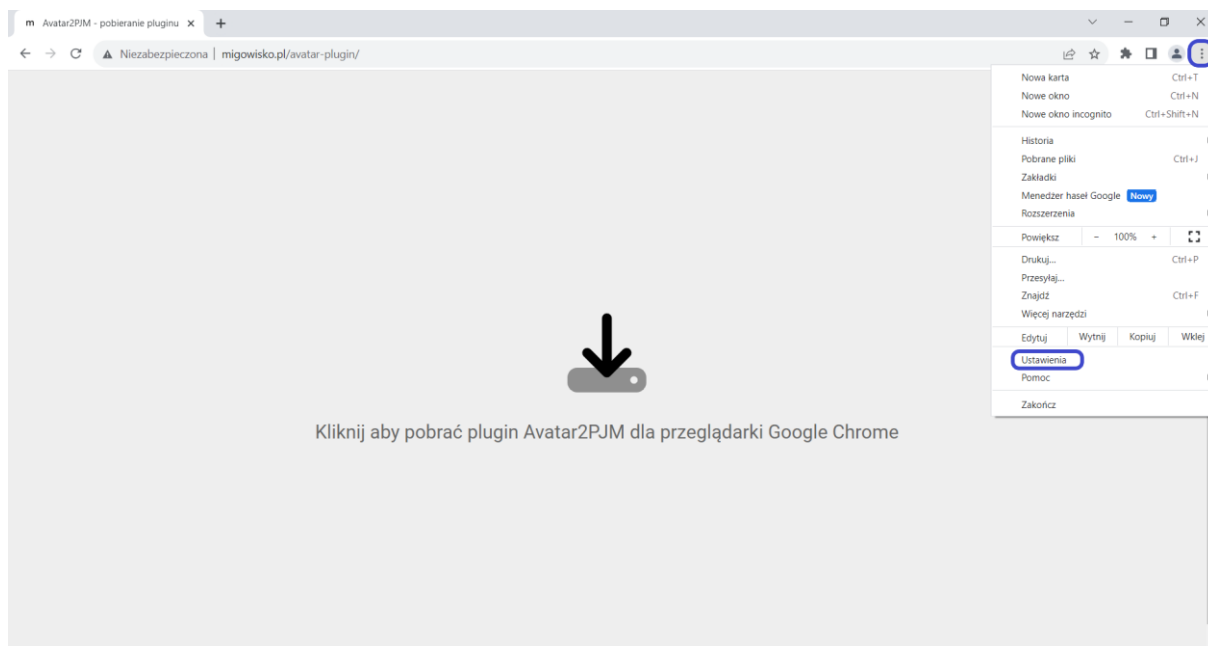 m Avatar2PJM - pobieranie pluginu
Niezabezpieczona | migowisko.pl/avatar-plugin/
Nowa karta Ctrl+T
Nowe okno Ctrl+N
Nowe okno incognito Ctrl+Shift+N
Historia
Pobrane pliki Ctrl+J
Zakładki
Menedżer haseł Google Nowy
Rozszerzenia
Powiększ - 100% +
Drukuj... Ctrl+P
Przesyłaj...
Znajdź Ctrl+F
Więcej narzędzi
Edytuj Wytnij Kopiuj Wklej
Ustawienia
Pomoc
Zakończ
Kliknij aby pobrać plugin Avatar2PJM dla przeglądarki Google Chrome